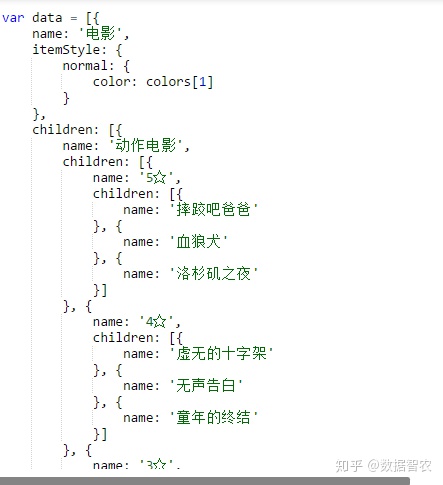 var data = [{
    name: '电影',
    itemStyle: {
        normal: {
            color: colors[1]
        }
    },
    children: [{
        name: '动作电影',
        children: [{
            name: '5☆',
            children: [{
                name: '摔跤吧爸爸'
            }, {
                name: '血狼犬'
            }, {
                name: '洛杉矶之夜'
            }]
        }, {
            name: '4☆',
            children: [{
                name: '虚无的十字架'
            }, {
                name: '无声告白'
            }, {
                name: '童年的终结'
            }]
        }, {
            name: '3☆',
知乎 @数据智农